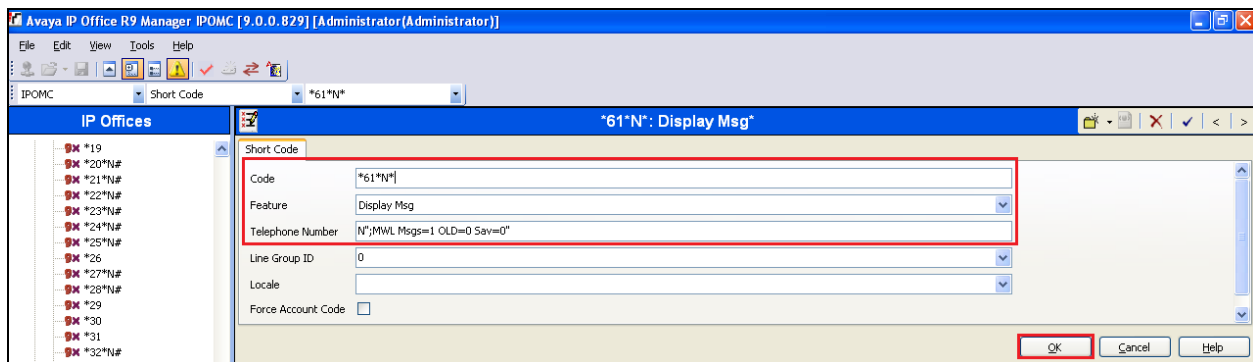 Avaya IP Office R9 Manager IPOMC [9.0.0.829] [Administrator(Administrator)]
File Edit View Tools Help
IPOMC Short Code *61*N*
IP Offices
*19
*20*N#
*21*N#
*22*N#
*23*N#
*24*N#
*25*N#
*26
*27*N#
*28*N#
*29
*30
*31
*32*N#
*61*N*: Display Msg*
Short Code
Code *61*N*
Feature Display Msg
Telephone Number N";MWL Msgs=1 OLD=0 Sav=0"
Line Group ID 0
Locale
Force Account Code
OK Cancel Help